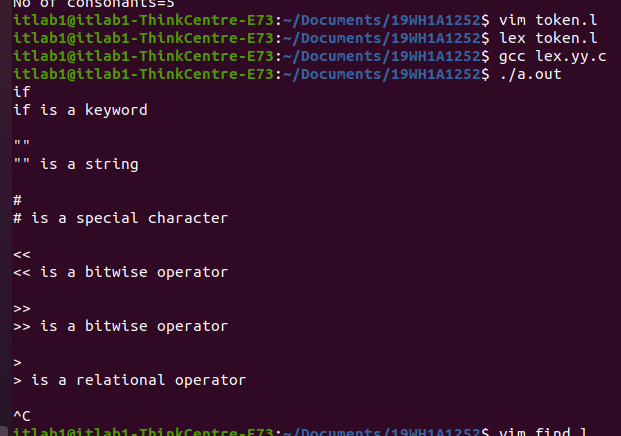 No of consonants=5
itlab1@itlab1-ThinkCentre-E73:~/Documents/19WH1A1252$ vim token.l
itlab1@itlab1-ThinkCentre-E73:~/Documents/19WH1A1252$ lex token.l
itlab1@itlab1-ThinkCentre-E73:~/Documents/19WH1A1252$ gcc lex.yy.c
itlab1@itlab1-ThinkCentre-E73:~/Documents/19WH1A1252$ ./a.out
if
if is a keyword
""
"" is a string
#
# is a special character
<<
<< is a bitwise operator
>>
>> is a bitwise operator
>
> is a relational operator
^C
itlab1@itlab1-ThinkCentre-E73:~/Documents/19WH1A1252$ vim find.l